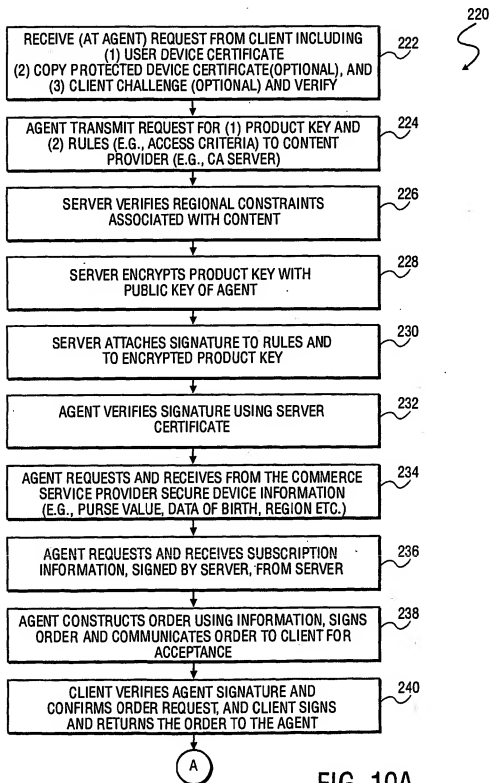 220
RECEIVE (AT AGENT) REQUEST FROM CLIENT INCLUDING
(1) USER DEVICE CERTIFICATE
(2) COPY PROTECTED DEVICE CERTIFICATE(OPTIONAL), AND
(3) CLIENT CHALLENGE (OPTIONAL) AND VERIFY
222
AGENT TRANSMIT REQUEST FOR (1) PRODUCT KEY AND
(2) RULES (E.G., ACCESS CRITERIA) TO CONTENT
PROVIDER (E.G., CA SERVER)
224
SERVER VERIFIES REGIONAL CONSTRAINTS
ASSOCIATED WITH CONTENT
226
SERVER ENCRYPTS PRODUCT KEY WITH
PUBLIC KEY OF AGENT
228
SERVER ATTACHES SIGNATURE TO RULES AND
TO ENCRYPTED PRODUCT KEY
230
AGENT VERIFIES SIGNATURE USING SERVER
CERTIFICATE
232
AGENT REQUESTS AND RECEIVES FROM THE COMMERCE
SERVICE PROVIDER SECURE DEVICE INFORMATION
(E.G., PURSE VALUE, DATA OF BIRTH, REGION ETC.)
234
AGENT REQUESTS AND RECEIVES SUBSCRIPTION
INFORMATION, SIGNED BY SERVER, FROM SERVER
236
AGENT CONSTRUCTS ORDER USING INFORMATION, SIGNS
ORDER AND COMMUNICATES ORDER TO CLIENT FOR
ACCEPTANCE
238
CLIENT VERIFIES AGENT SIGNATURE AND
CONFIRMS ORDER REQUEST, AND CLIENT SIGNS
AND RETURNS THE ORDER TO THE AGENT
240
A
FIG. 10A